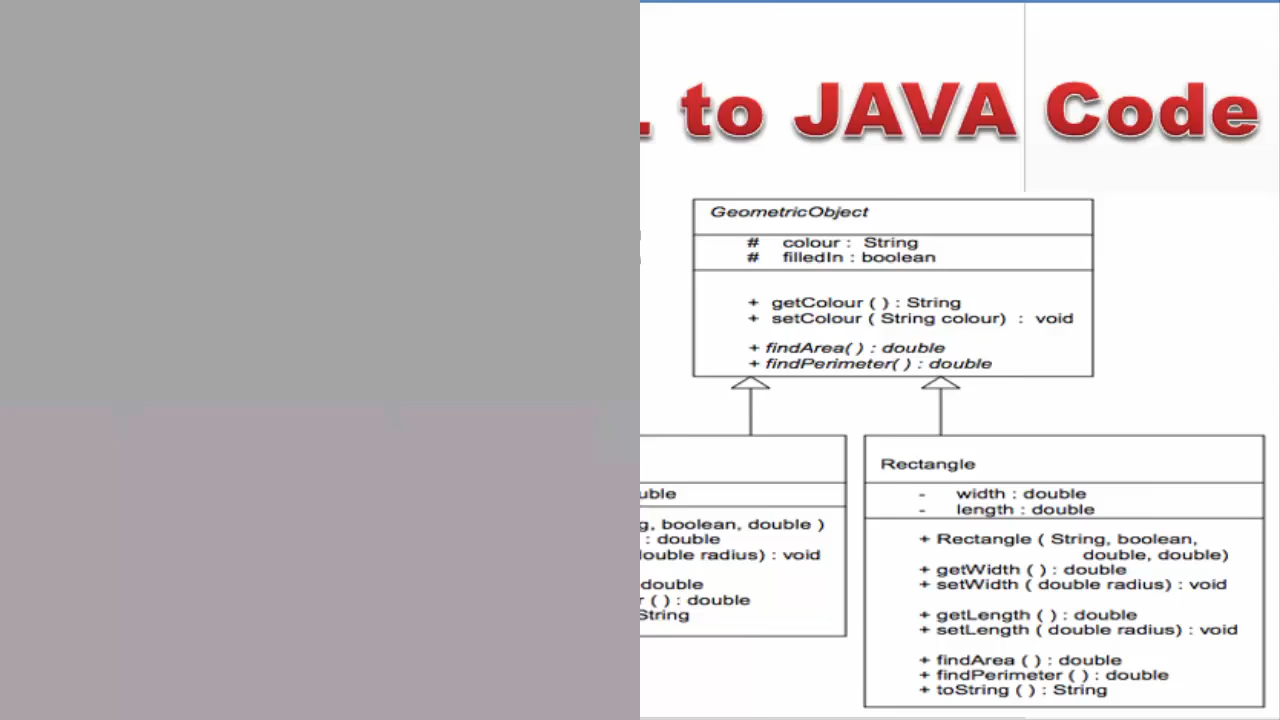 to JAVA Code
GeometricObject
# colour : String
# filledIn : boolean
+ getColour ( ) : String
+ setColour ( String colour) : void
+ findArea( ) : double
+ findPerimeter( ) : double
boolean, double )
: double
radius) : void
double
( ) : double
String
Rectangle
- width : double
- length : double
+ Rectangle ( String, boolean,
double, double)
+ getWidth ( ) : double
+ setWidth ( double radius) : void
+ getLength ( ) : double
+ setLength ( double radius) : void
+ findArea ( ) : double
+ findPerimeter ( ) : double
+ toString ( ) : String